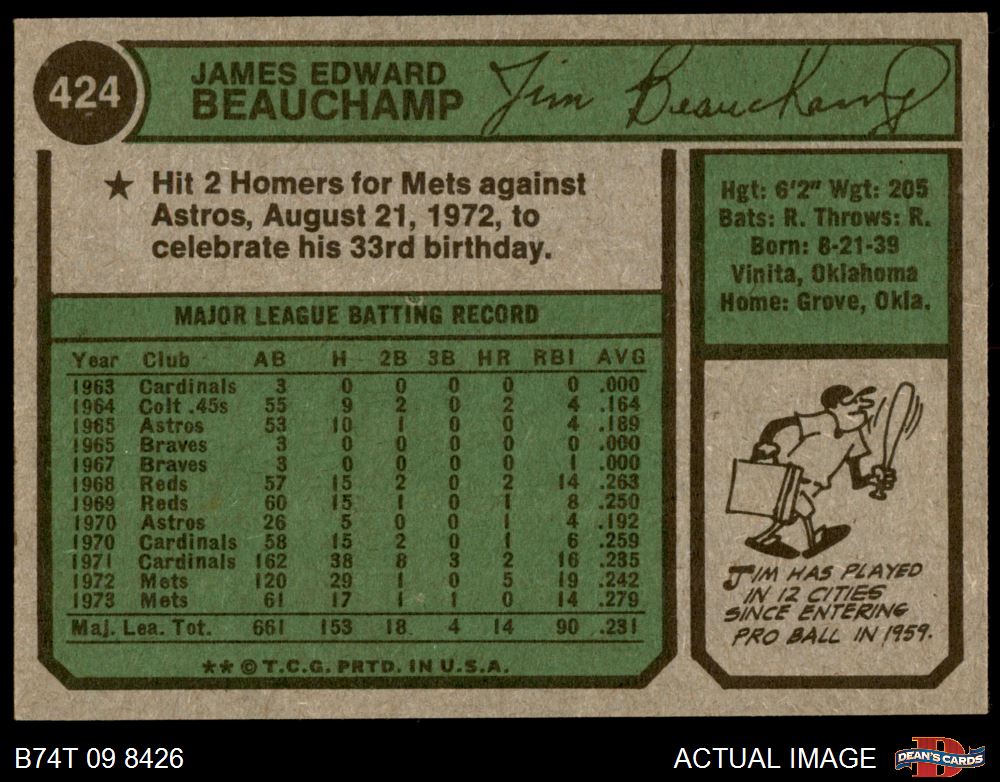 424
JAMES EDWARD
BEAUCHAMP
Jim Beauchamp
★ Hit 2 Homers for Mets against
Astros, August 21, 1972, to
celebrate his 33rd birthday.
Hgt: 6'2" Wgt: 205
Bats: R. Throws: R.
Born: 8-21-39
Vinita, Oklahoma
Home: Grove, Okla.
MAJOR LEAGUE BATTING RECORD
Year Club AB H 2B 3B HR RBI AVG
1963 Cardinals 3 0 0 0 0 0 .000
1964 Colt .45s 55 9 2 0 2 4 .164
1965 Astros 53 10 1 0 0 4 .189
1965 Braves 3 0 0 0 0 0 .000
1967 Braves 3 0 0 0 0 1 .000
1968 Reds 57 15 2 0 2 14 .263
1969 Reds 60 15 1 0 1 8 .250
1970 Astros 26 5 0 0 1 4 .192
1970 Cardinals 58 15 2 0 1 6 .259
1971 Cardinals 162 38 8 3 2 16 .235
1972 Mets 120 29 1 0 5 19 .242
1973 Mets 61 17 1 1 0 14 .279
Maj. Lea. Tot. 661 153 18 4 14 90 .231
** © T.C.G. PRTD. IN U.S.A.
JIM HAS PLAYED
IN 12 CITIES
SINCE ENTERING
PRO BALL IN 1959.
B74T 09 8426
ACTUAL IMAGE
DEAN'S CARDS